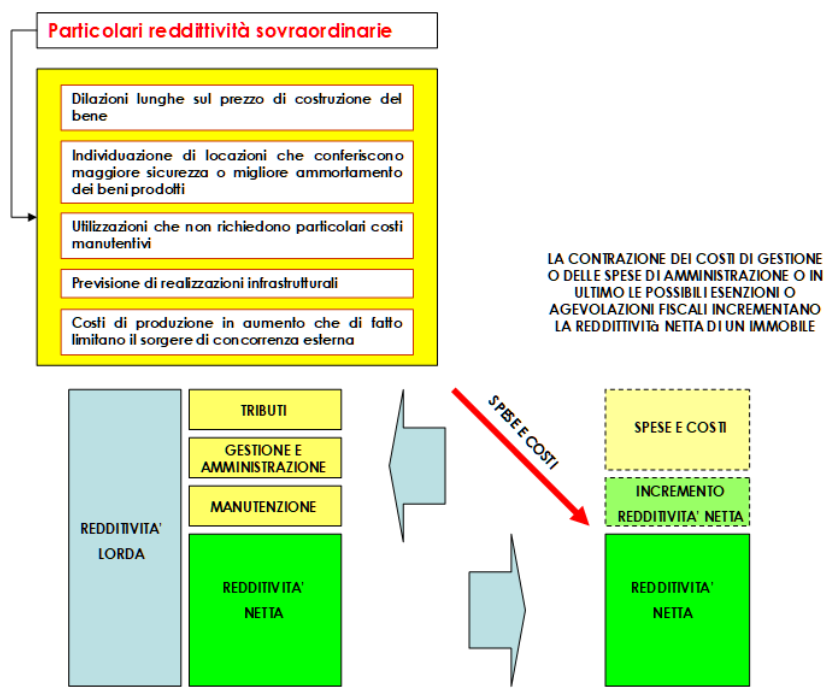 Particolari reddittività sovraordinarie
Dilazioni lunghe sul prezzo di costruzione del
bene
Individuazione di locazioni che conferiscono
maggiore sicurezza o migliore ammortamento
dei beni prodotti
Utilizzazioni che non richiedono particolari costi
manutentivi
Previsione di realizzazioni infrastrutturali
Costi di produzione in aumento che di fatto
limitano il sorgere di concorrenza esterna
LA CONTRAZIONE DEI COSTI DI GESTIONE
O DELLE SPESE DI AMMINISTRAZIONE O IN
ULTIMO LE POSSIBILI ESENZIONI O
AGEVOLAZIONI FISCALI INCREMENTANO
LA REDDITIVITà NETTA DI UN IMMOBILE
REDDITIVITA'
LORDA
TRIBUTI
GESTIONE E
AMMINISTRAZIONE
MANUTENZIONE
REDDITIVITA'
NETTA
SPESE E COSTI
SPESE E COSTI
INCREMENTO
REDDITIVITA' NETTA
REDDITIVITA'
NETTA